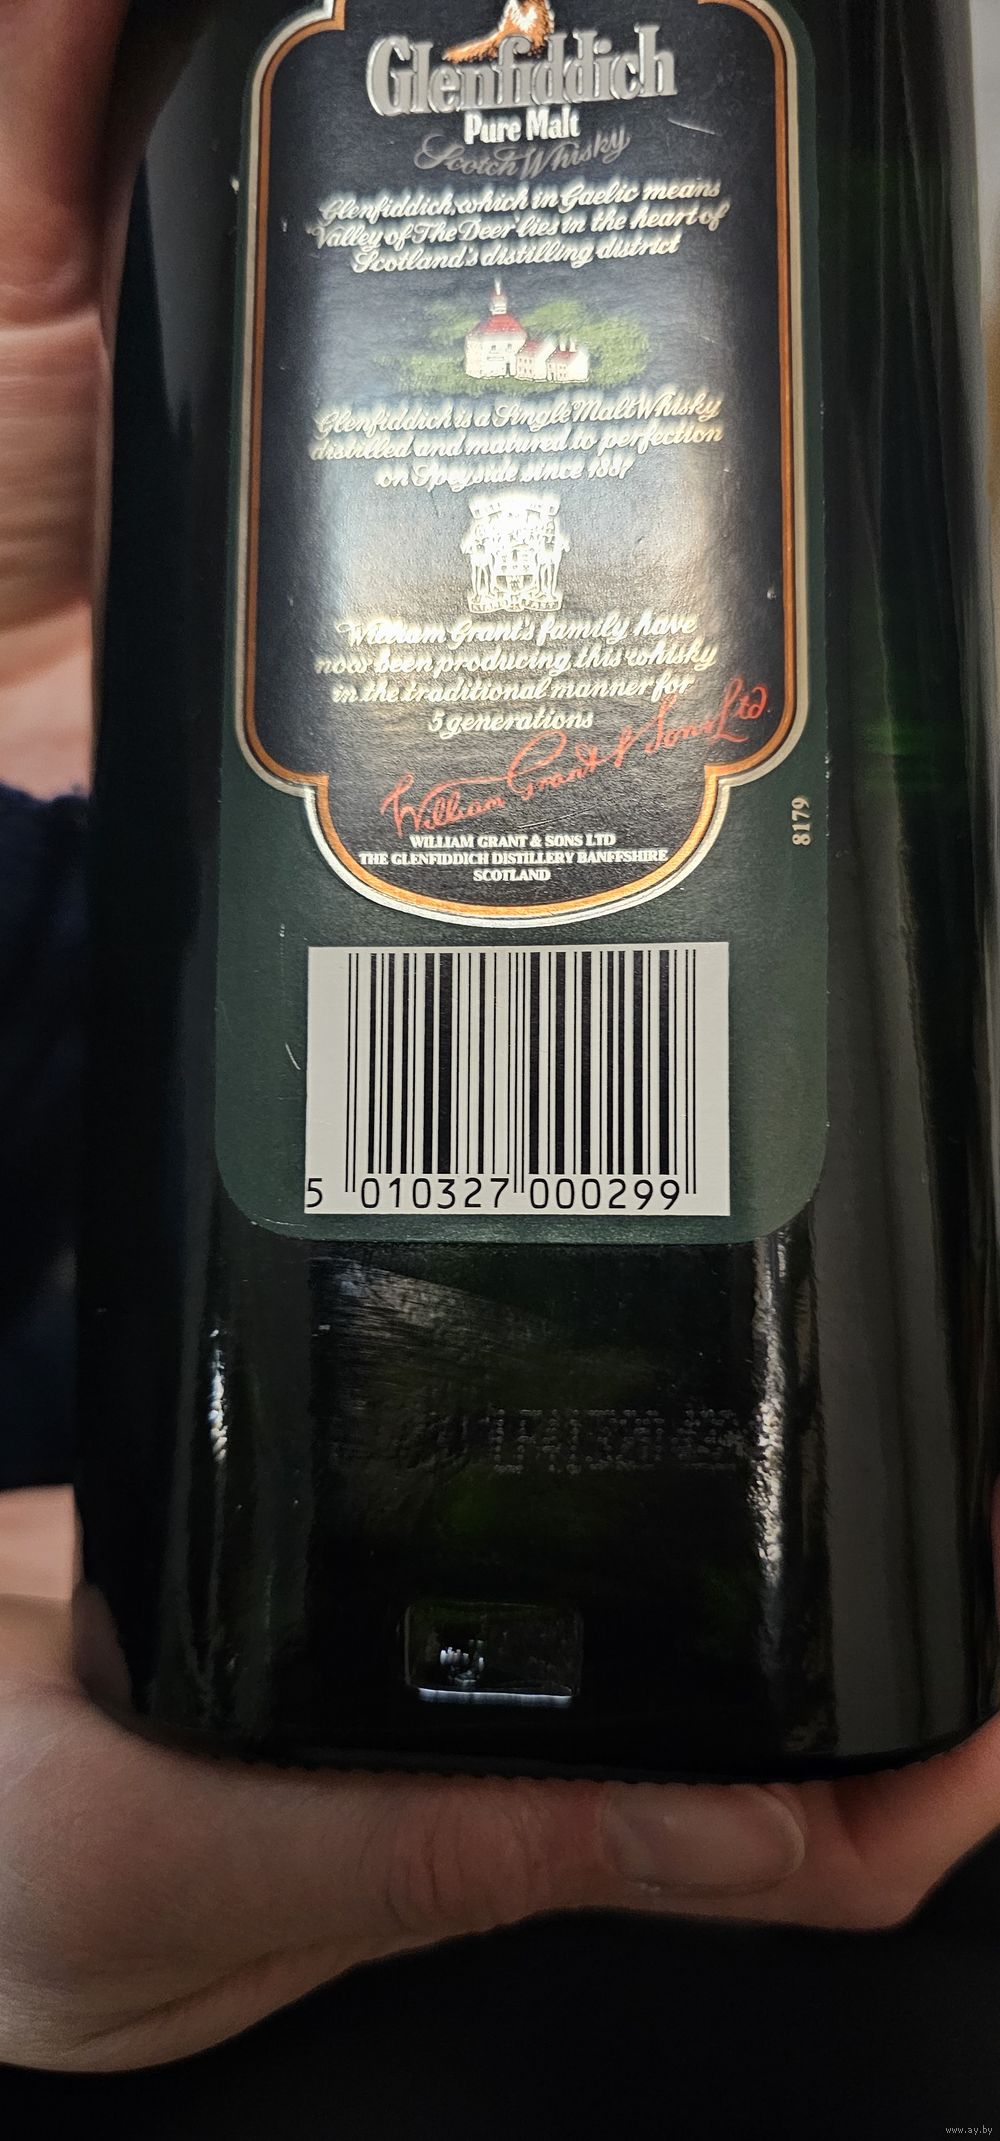 Glenfiddich
Pure Malt
Scotch Whisky
Glenfiddich, which in Gaelic means
'Valley of The Deer' lies in the heart of
Scotland's distilling district
Glenfiddich is a Single Malt Whisky
distilled and matured to perfection
on Speyside since 1887
William Grant's family have
now been producing this whisky
in the traditional manner for
5 generations
William Grant & Sons Ltd.
WILLIAM GRANT & SONS LTD
THE GLENFIDDICH DISTILLERY BANFFSHIRE
SCOTLAND
8179
5 010327 000299
www.ay.by